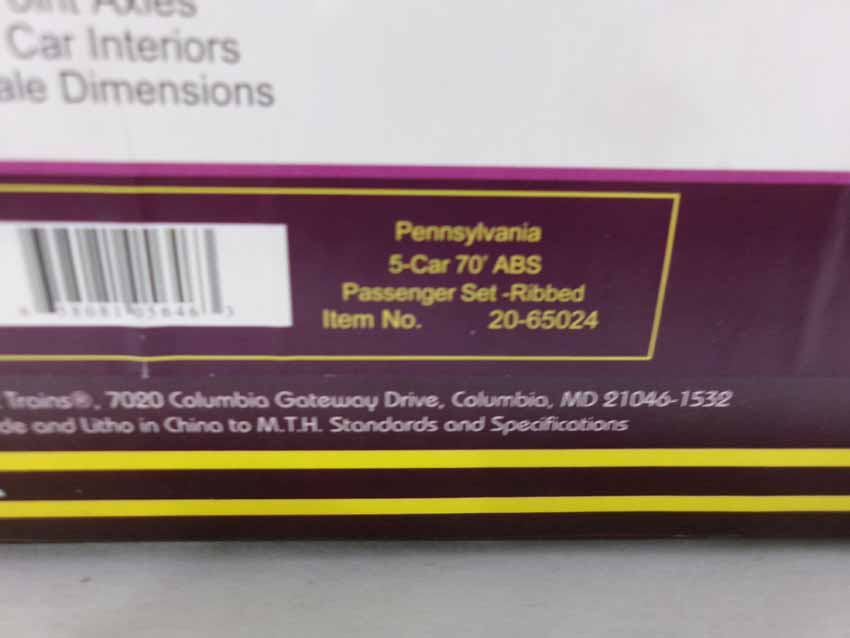 Axles
Car Interiors
ale Dimensions
Pennsylvania
5-Car 70' ABS
Passenger Set -Ribbed
Item No. 20-65024
Trains®, 7020 Columbia Gateway Drive, Columbia, MD 21046-1532
de and Litho in China to M.T.H. Standards and Specifications